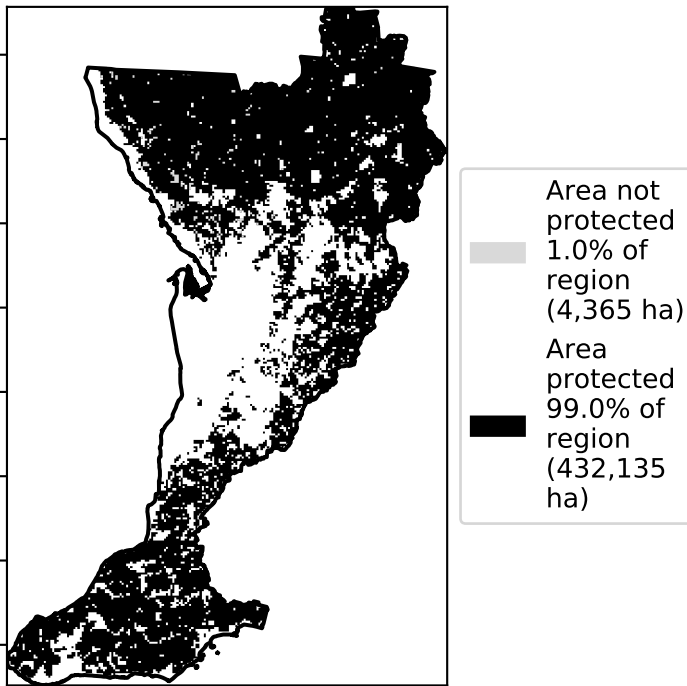 Area not
protected
1.0% of
region
(4,365 ha)
Area
protected
99.0% of
region
(432,135
ha)